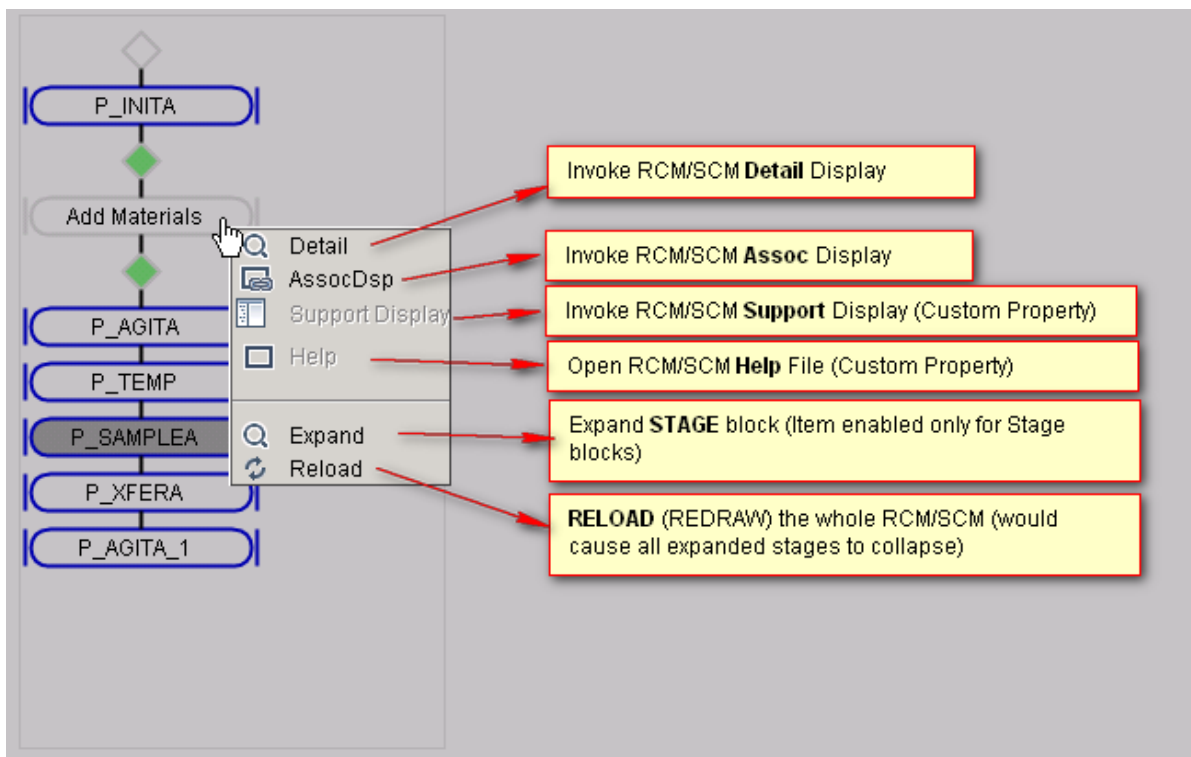 P_INITA
Add Materials
P_AGITA
P_TEMP
P_SAMPLEA
P_XFERA
P_AGITA_1
Detail
AssocDsp
Support Display
Help
Expand
Reload
Invoke RCM/SCM Detail Display
Invoke RCM/SCM Assoc Display
Invoke RCM/SCM Support Display (Custom Property)
Open RCM/SCM Help File (Custom Property)
Expand STAGE block (Item enabled only for Stage
blocks)
RELOAD (REDRAW) the whole RCM/SCM (would
cause all expanded stages to collapse)